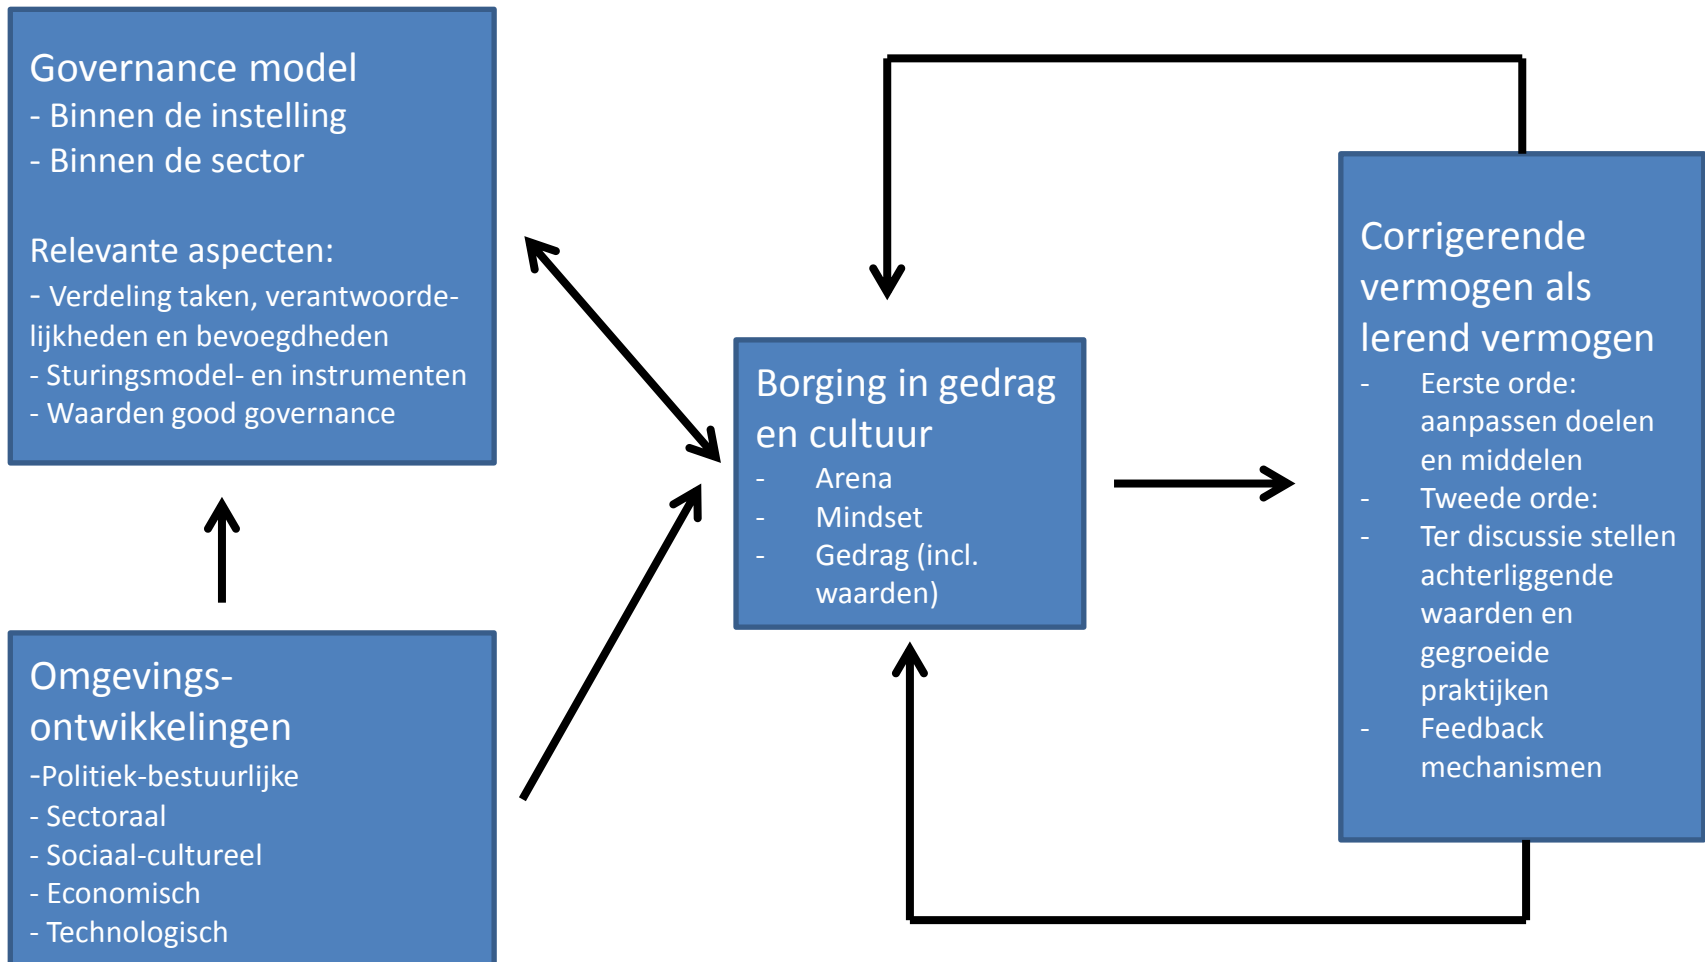 Governance model
- Binnen de instelling
- Binnen de sector
Relevante aspecten:
- Verdeling taken, verantwoorde-
lijkheden en bevoegdheden
- Sturingsmodel- en instrumenten
- Waarden good governance
Omgevings-
ontwikkelingen
-Politiek-bestuurlijke
- Sectoraal
- Sociaal-cultureel
- Economisch
- Technologisch
Borging in gedrag
en cultuur
- Arena
- Mindset
- Gedrag (incl.
waarden)
Corrigerende
vermogen als
lerend vermogen
- Eerste orde:
aanpassen doelen
en middelen
- Tweede orde:
- Ter discussie stellen
achterliggende
waarden en
gegroeide
praktijken
- Feedback
mechanismen